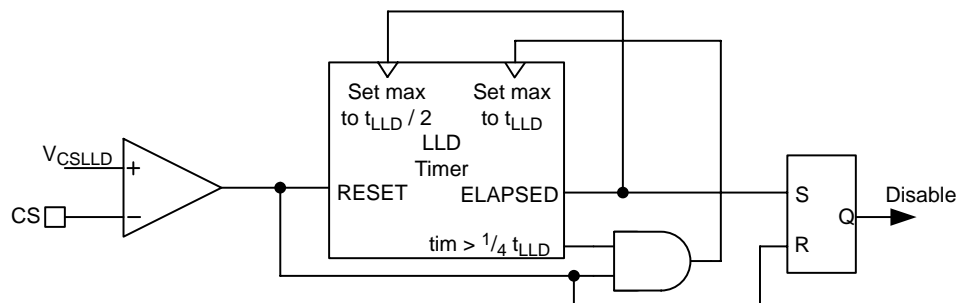 Set max
to tLLD / 2
Set max
to tLLD
LLD
Timer
VCSLLD
+
CS
−
RESET
ELAPSED
tim > 1/4 tLLD
S
R
Q
Disable